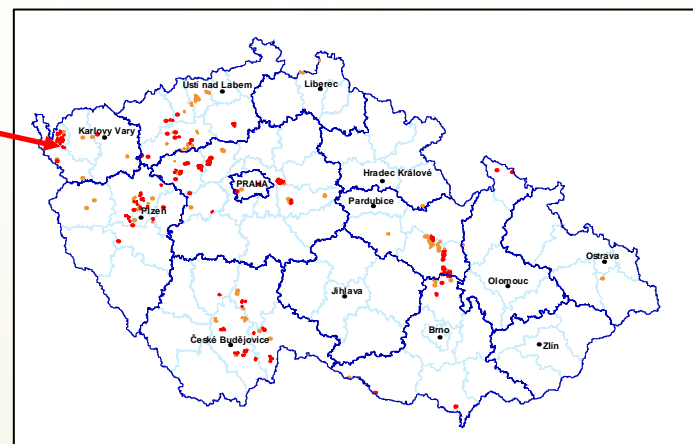 Ústí nad Labem
Liberec
Karlovy Vary
PRAHA
Hradec Králové
Pardubice
Plzeň
Ostrava
Olomouc
Jihlava
Brno
Zlín
České Budějovice